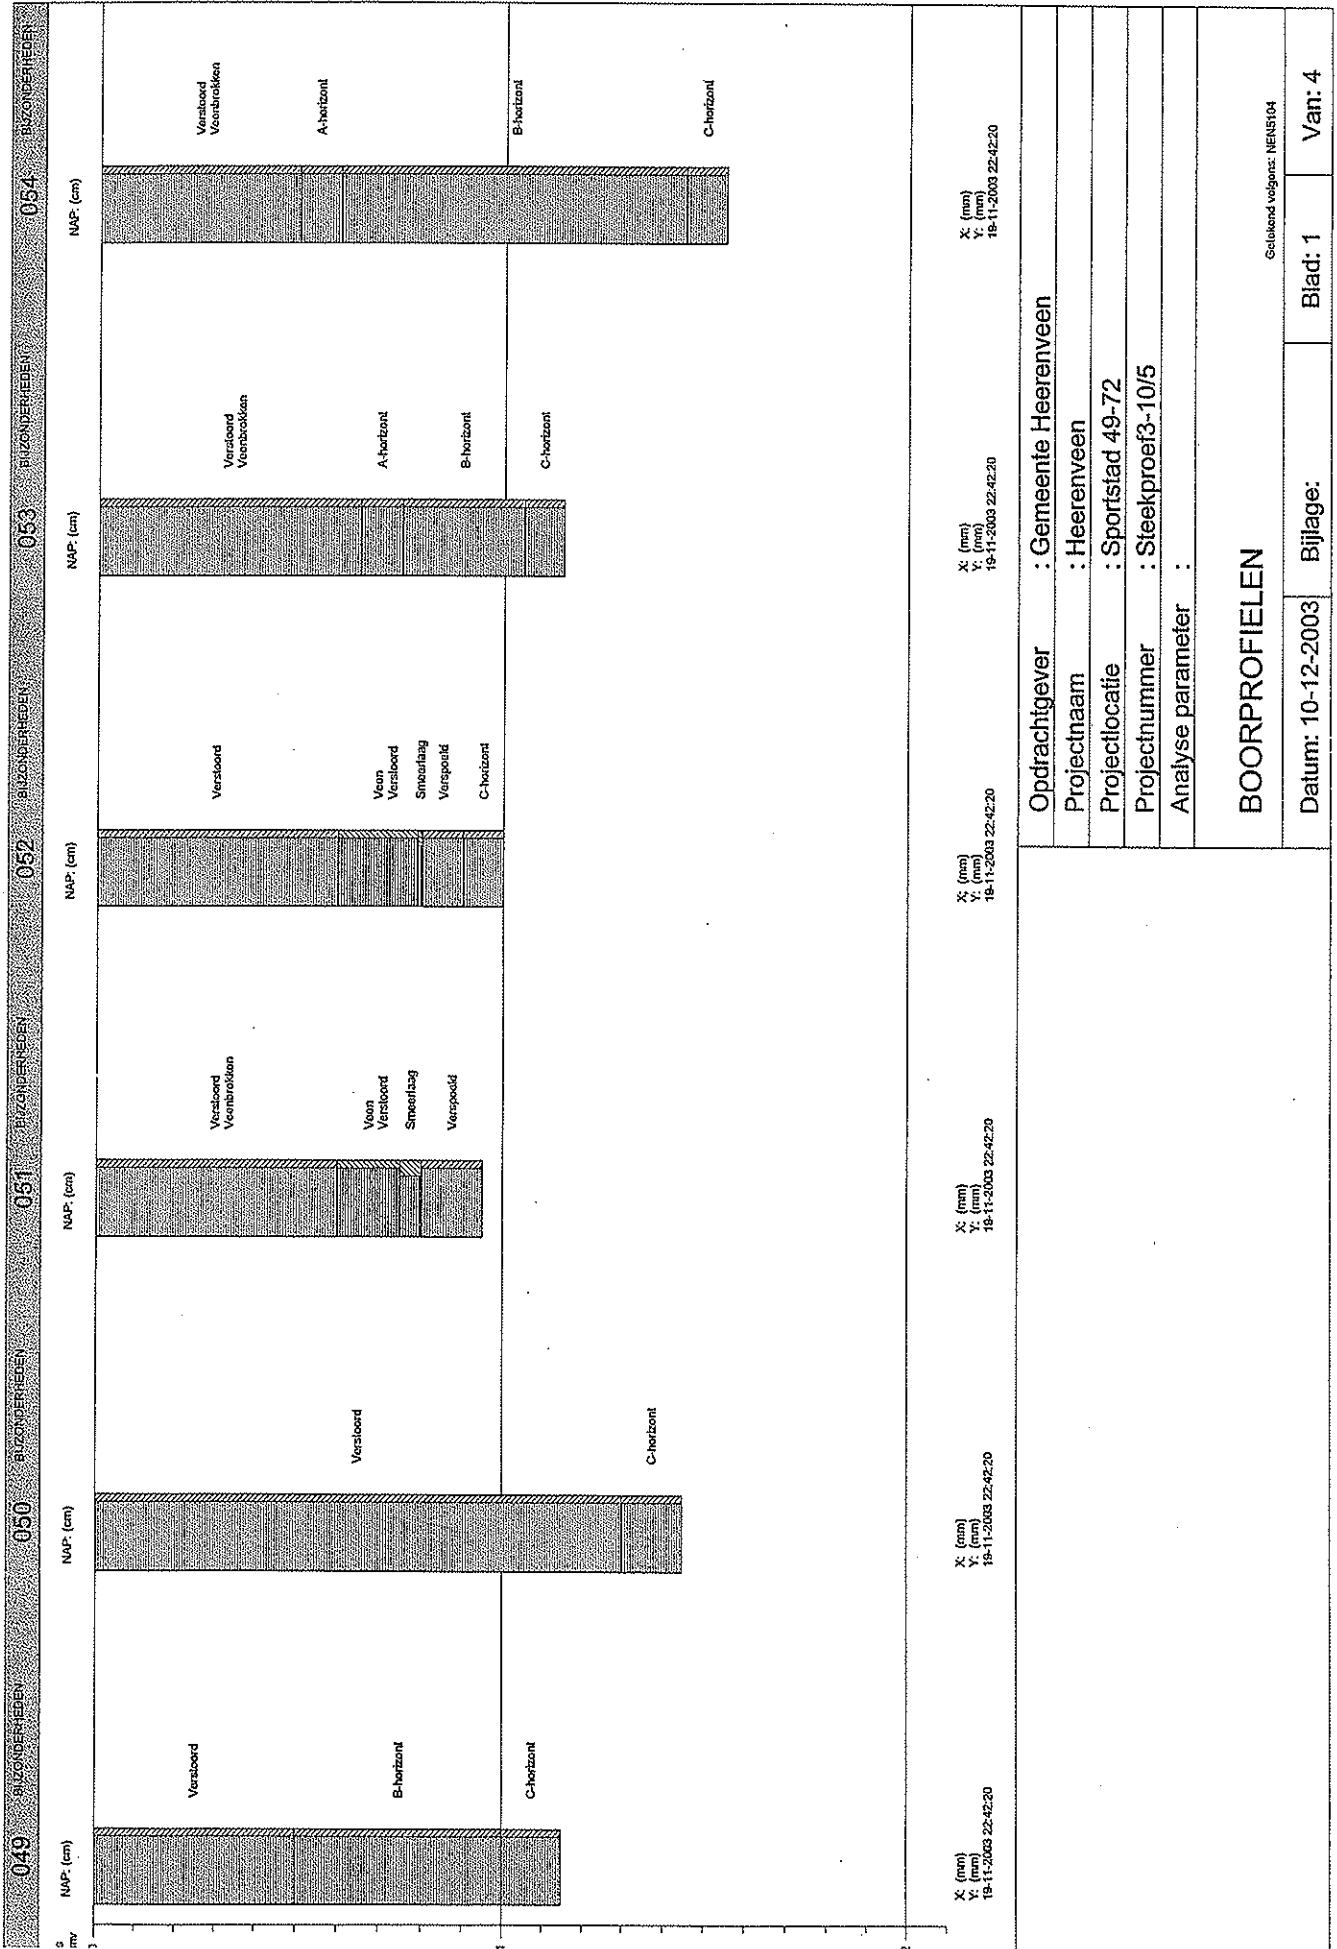 049 BIJZONDERHEDEN 050 BIJZONDERHEDEN 051 BIJZONDERHEDEN 052 BIJZONDERHEDEN 053 BIJZONDERHEDEN 054 BIJZONDERHEDEN
NAP: (cm) NAP: (cm) NAP: (cm) NAP: (cm) NAP: (cm) NAP: (cm)
Verstoord
B-horizont
C-horizont
Verstoord
C-horizont
Verstoord
Veenbrokken
Veen
Verstoord
Smeerlaag
Verspoeld
Verstoord
Veen
Verstoord
Smeerlaag
Verspoeld
C-horizont
Verstoord
Veenbrokken
A-horizont
B-horizont
C-horizont
Verstoord
Veenbrokken
A-horizont
B-horizont
C-horizont
X: (mm) X: (mm) X: (mm) X: (mm) X: (mm) X: (mm)
Y: (mm) Y: (mm) Y: (mm) Y: (mm) Y: (mm) Y: (mm)
19-11-2003 22:42:20 19-11-2003 22:42:20 19-11-2003 22:42:20 19-11-2003 22:42:20 19-11-2003 22:42:20 19-11-2003 22:42:20
Opdrachtgever : Gemeente Heerenveen
Projectnaam : Heerenveen
Projectlocatie : Sportstad 49-72
Projectnummer : Steekproef3-10/5
Analyse parameter :
BOORPROFIELEN
Getekend volgens: NEN5104
Datum: 10-12-2003 Bijlage: Blad: 1 Van: 4